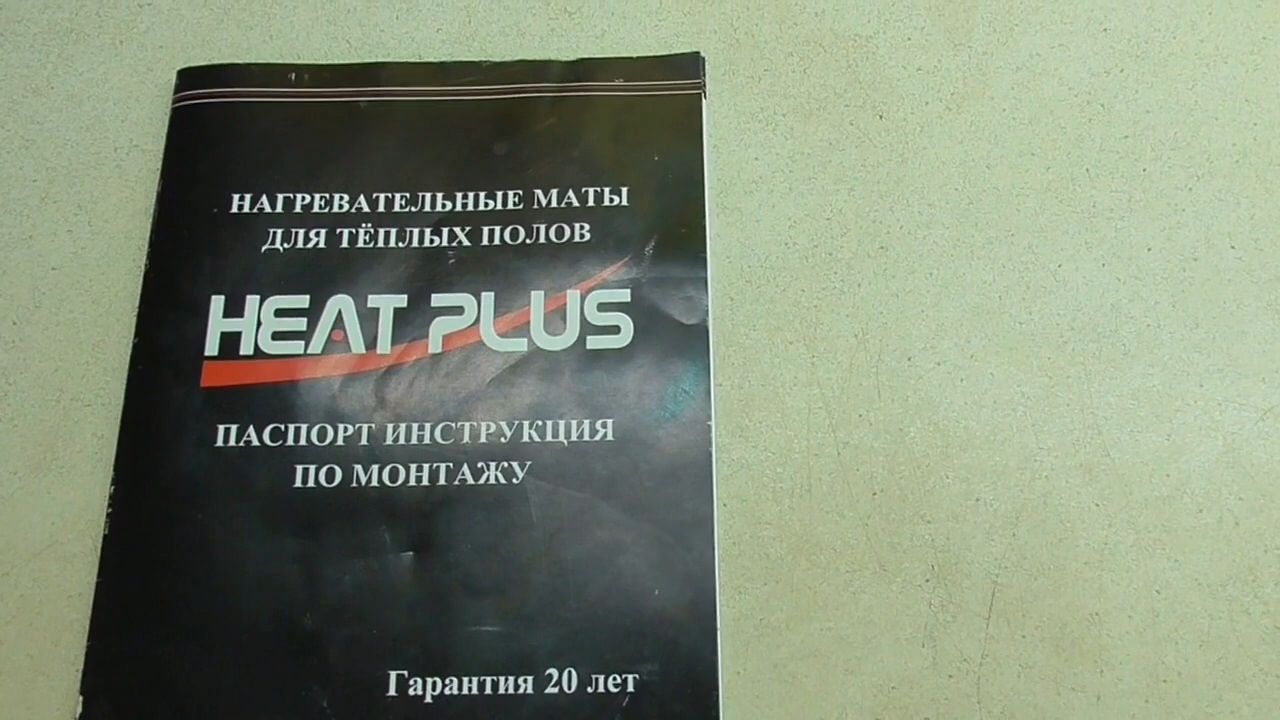 НАГРЕВАТЕЛЬНЫЕ МАТЫ
ДЛЯ ТЁПЛЫХ ПОЛОВ
HEAT PLUS
ПАСПОРТ ИНСТРУКЦИЯ
ПО МОНТАЖУ
Гарантия 20 лет